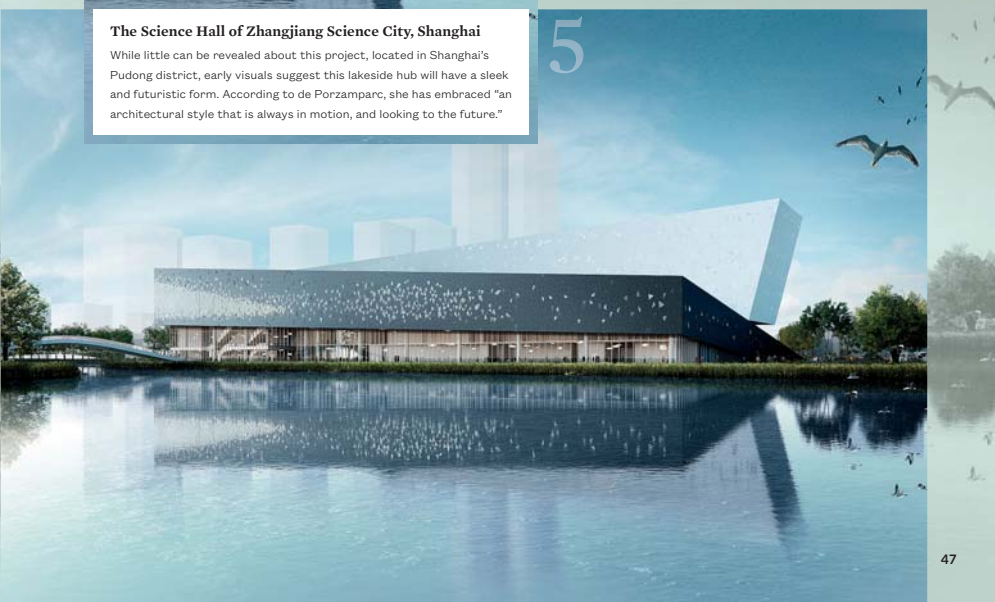 The Science Hall of Zhangjiang Science City, Shanghai
While little can be revealed about this project, located in Shanghai's
Pudong district, early visuals suggest this lakeside hub will have a sleek
and futuristic form. According to de Porzamparc, she has embraced “an
architectural style that is always in motion, and looking to the future.”
5
47